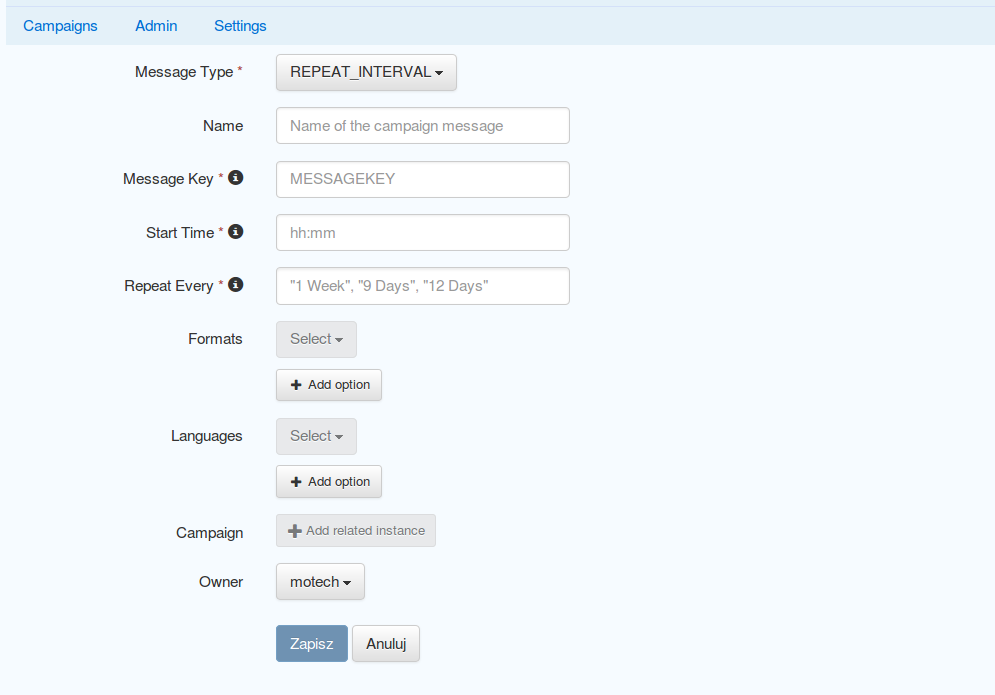 Campaigns Admin Settings
Message Type * REPEAT_INTERVAL
Name Name of the campaign message
Message Key * MESSAGEKEY
Start Time * hh:mm
Repeat Every * "1 Week", "9 Days", "12 Days"
Formats Select
Add option
Languages Select
Add option
Campaign Add related instance
Owner motech
Zapisz Anuluj